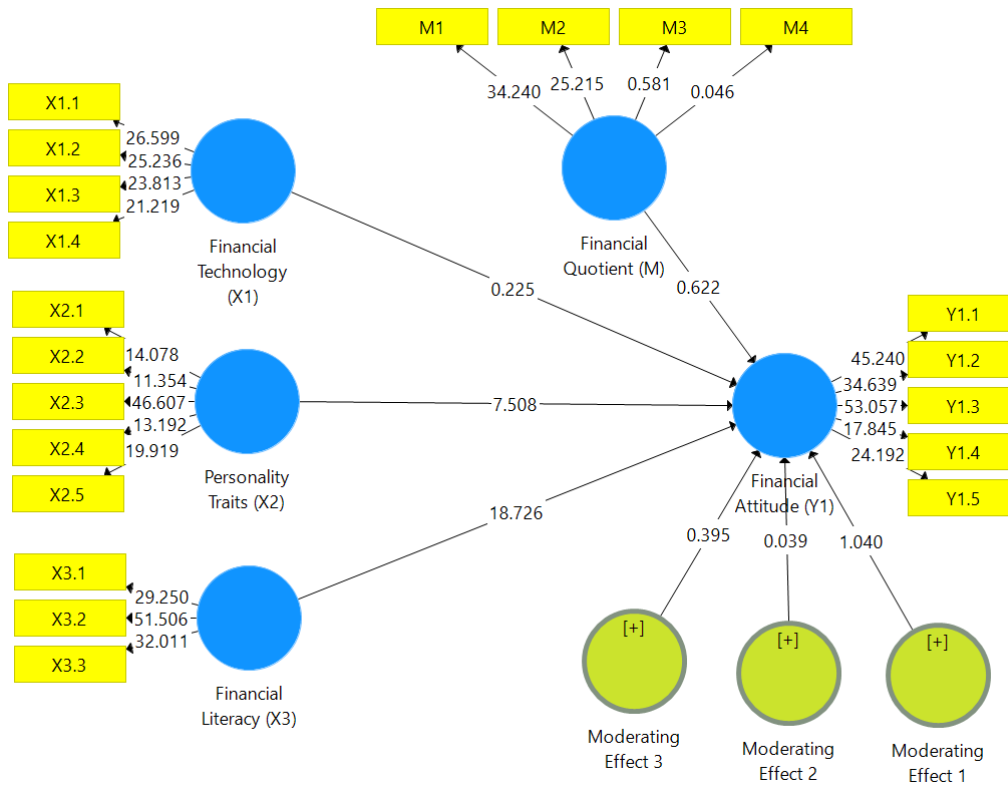 M1
M2
M3
M4
34.240
25.215
0.581
0.046
X1.1
X1.2
X1.3
X1.4
26.599
25.236
23.813
21.219
Financial
Technology
(X1)
Financial
Quotient (M)
0.225
0.622
X2.1
X2.2
X2.3
X2.4
X2.5
14.078
11.354
46.607
13.192
19.919
Personality
Traits (X2)
7.508
Y1.1
Y1.2
Y1.3
Y1.4
Y1.5
45.240
34.639
53.057
17.845
24.192
Financial
Attitude (Y1)
18.726
X3.1
X3.2
X3.3
29.250
51.506
32.011
Financial
Literacy (X3)
0.395
0.039
1.040
[+]
Moderating
Effect 3
[+]
Moderating
Effect 2
[+]
Moderating
Effect 1